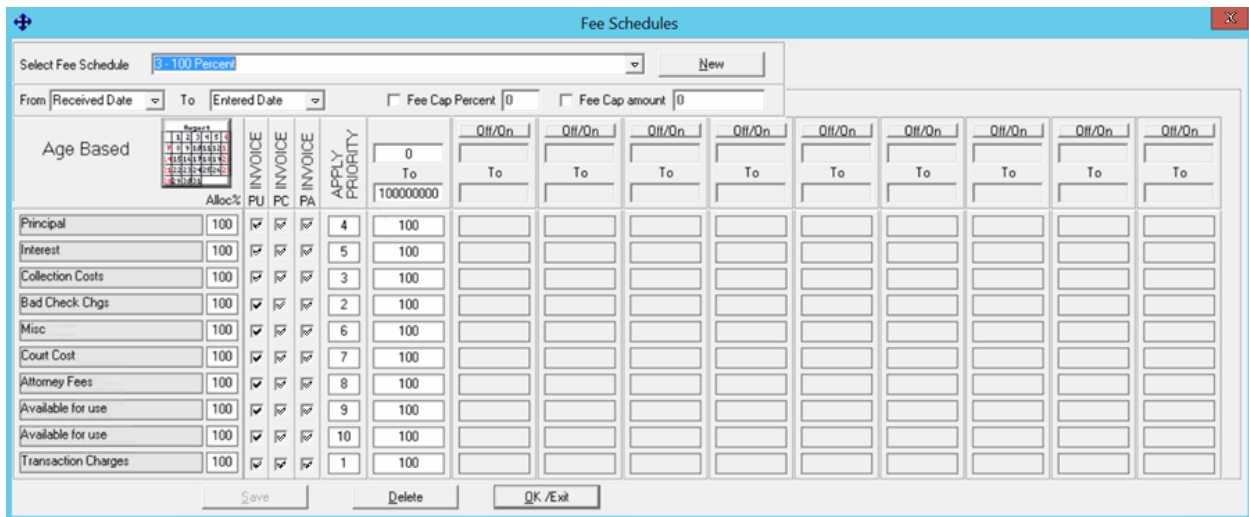 Fee Schedules
X
Select Fee Schedule 3 - 100 Percent New
From Received Date To Entered Date Fee Cap Percent 0 Fee Cap amount 0
Age Based August Alloc% PU INVOICE PC INVOICE PA INVOICE APPLY PRIORITY 0 To 100000000
Off/On To Off/On To Off/On To Off/On To Off/On To Off/On To Off/On To Off/On To Off/On To
Principal 100 4 100
Interest 100 5 100
Collection Costs 100 3 100
Bad Check Chgs 100 2 100
Misc 100 6 100
Court Cost 100 7 100
Attorney Fees 100 8 100
Available for use 100 9 100
Available for use 100 10 100
Transaction Charges 100 1 100
Save Delete OK /Exit